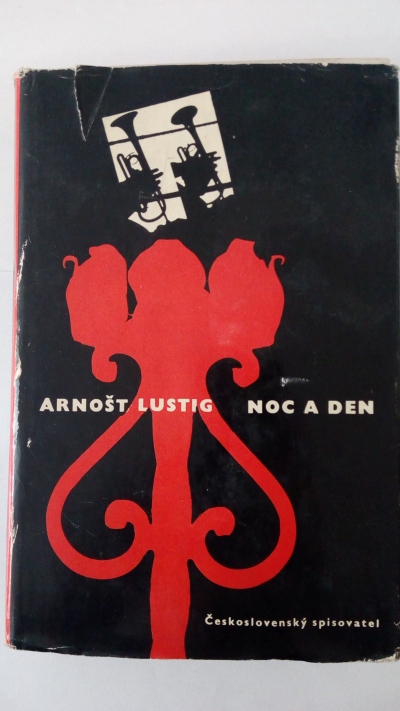 ARNOŠT LUSTIG NOC A DEN
Československý spisovatel